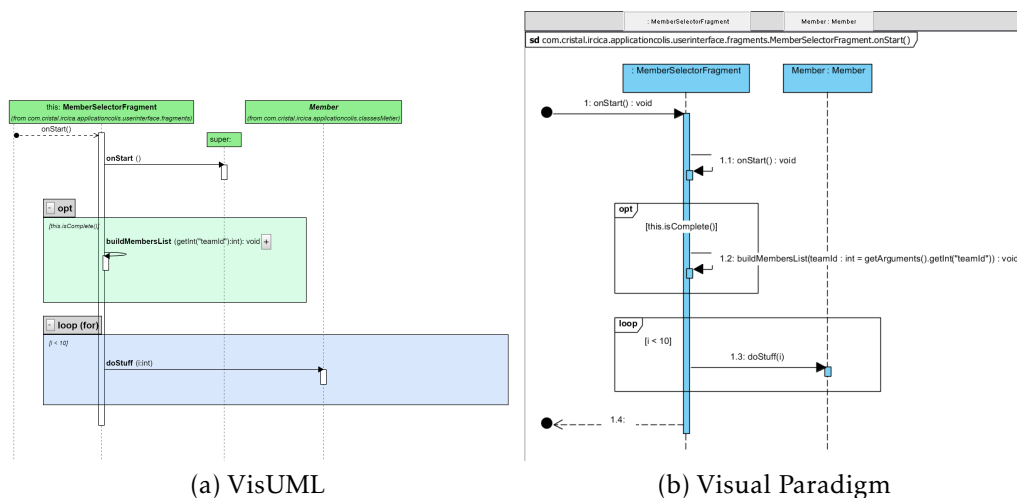 this: MemberSelectorFragment
(from com.cristal.ircica.applicationcolis.userinterface.fragments)
Member
(from com.cristal.ircica.applicationcolis.classesMetier)
onStart()
super:
onStart ()
- opt
[this.isComplete()]
buildMembersList (getInt("teamId"):int): void +
- loop (for)
[i < 10]
doStuff (i:int)
(a) VisUML
: MemberSelectorFragment
Member : Member
sd com.cristal.ircica.applicationcolis.userinterface.fragments.MemberSelectorFragment.onStart()
: MemberSelectorFragment
Member : Member
1: onStart() : void
1.1: onStart() : void
opt
[this.isComplete()]
1.2: buildMembersList(teamId : int = getArguments().getInt("teamId")) : void
loop
[i < 10]
1.3: doStuff(i)
1.4:
(b) Visual Paradigm